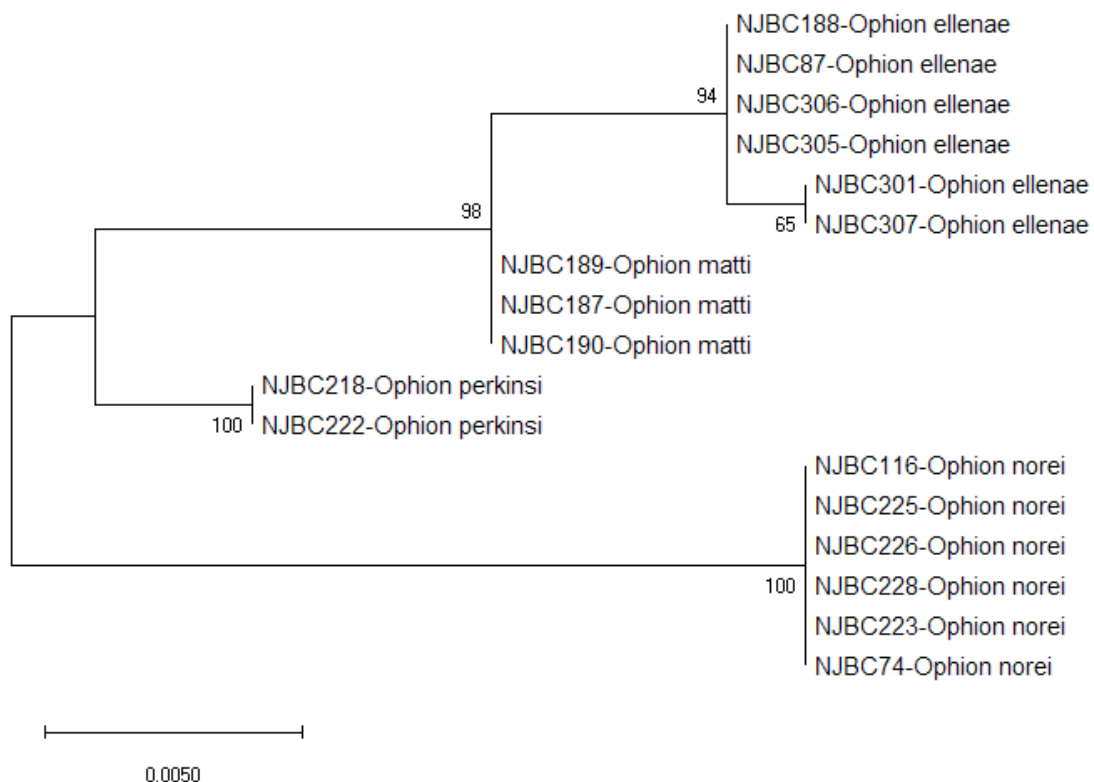 NJBC188-Ophion ellenae
NJBC87-Ophion ellenae
94
NJBC306-Ophion ellenae
NJBC305-Ophion ellenae
NJBC301-Ophion ellenae
98
65
NJBC307-Ophion ellenae
NJBC189-Ophion matti
NJBC187-Ophion matti
NJBC190-Ophion matti
NJBC218-Ophion perkinsi
100
NJBC222-Ophion perkinsi
NJBC116-Ophion norei
NJBC225-Ophion norei
NJBC226-Ophion norei
100
NJBC228-Ophion norei
NJBC223-Ophion norei
NJBC74-Ophion norei
0.0050